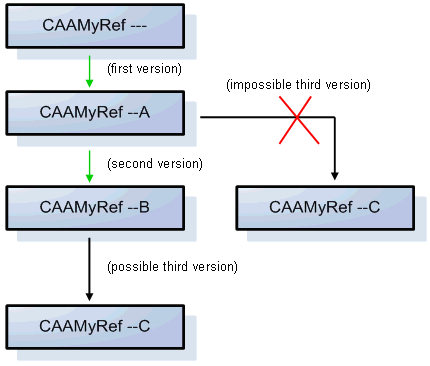 CAAMyRef ---
(first version)
(impossible third version)
CAAMyRef --A
(second version)
CAAMyRef --B
CAAMyRef --C
(possible third version)
CAAMyRef --C